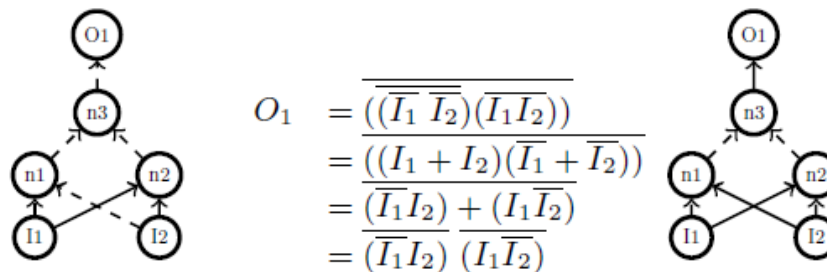 O1
n3
n1 n2
I1 I2
$O_1 = \overline{(\overline{(\overline{I_1}\ \overline{I_2}})(\overline{I_1 I_2}))}$
$= \overline{((I_1 + I_2)(\overline{I_1} + \overline{I_2}))}$
$= \overline{(\overline{I_1} I_2) + (I_1 \overline{I_2})}$
$= \overline{(\overline{I_1} I_2)}\ \overline{(I_1 \overline{I_2})}$
O1
n3
n1 n2
I1 I2